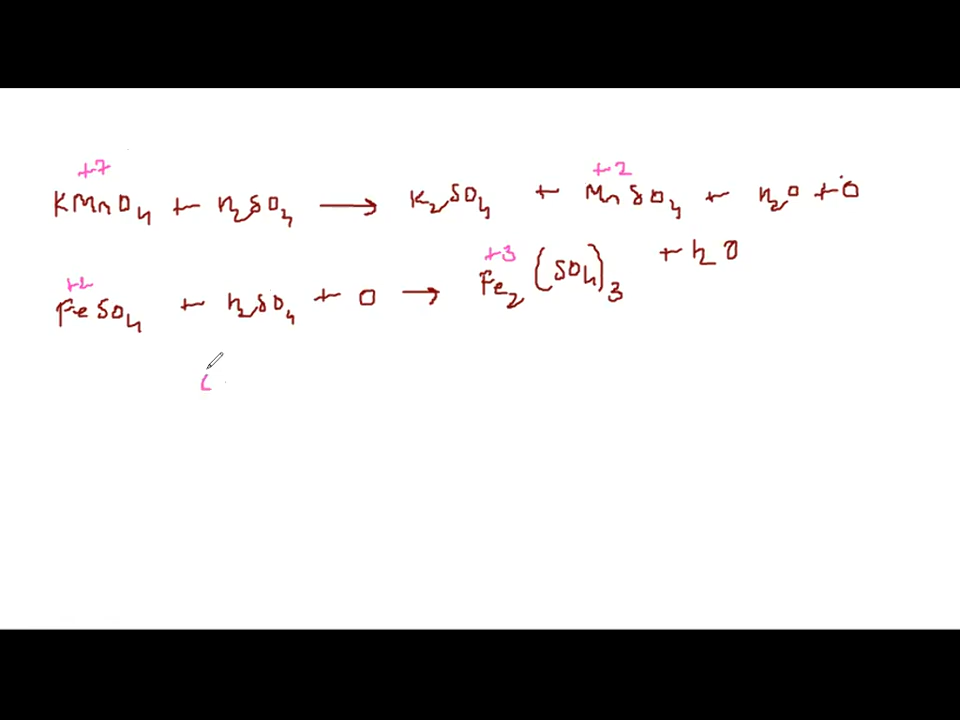 +7 +2
KMnO4 + H2SO4 → K2SO4 + MnSO4 + H2O + O
+2 +3
FeSO4 + H2SO4 + O → Fe2(SO4)3 + H2O